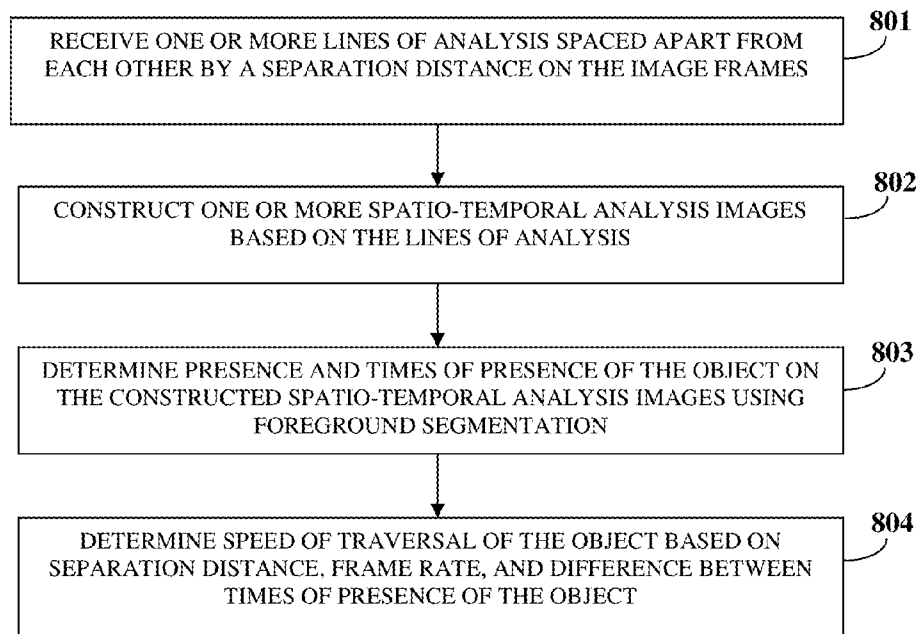 RECEIVE ONE OR MORE LINES OF ANALYSIS SPACED APART FROM
EACH OTHER BY A SEPARATION DISTANCE ON THE IMAGE FRAMES
801
CONSTRUCT ONE OR MORE SPATIO-TEMPORAL ANALYSIS IMAGES
BASED ON THE LINES OF ANALYSIS
802
DETERMINE PRESENCE AND TIMES OF PRESENCE OF THE OBJECT ON
THE CONSTRUCTED SPATIO-TEMPORAL ANALYSIS IMAGES USING
FOREGROUND SEGMENTATION
803
DETERMINE SPEED OF TRAVERSAL OF THE OBJECT BASED ON
SEPARATION DISTANCE, FRAME RATE, AND DIFFERENCE BETWEEN
TIMES OF PRESENCE OF THE OBJECT
804